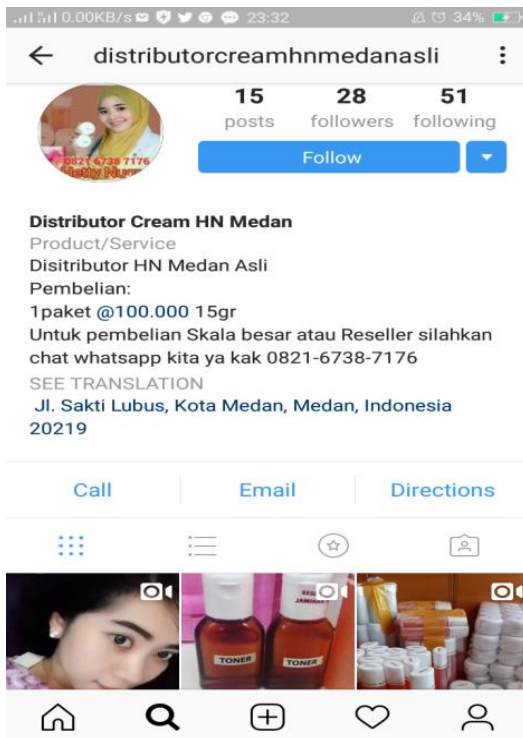 0.00KB/s 23:32 34%
distributorcreamhnmedanasli
15 28 51
posts followers following
0821 6738 7176
Follow
Distributor Cream HN Medan
Product/Service
Disitributor HN Medan Asli
Pembelian:
1paket @100.000 15gr
Untuk pembelian Skala besar atau Reseller silahkan
chat whatsapp kita ya kak 0821-6738-7176
SEE TRANSLATION
Jl. Sakti Lubus, Kota Medan, Medan, Indonesia
20219
Call Email Directions
TONER TONER